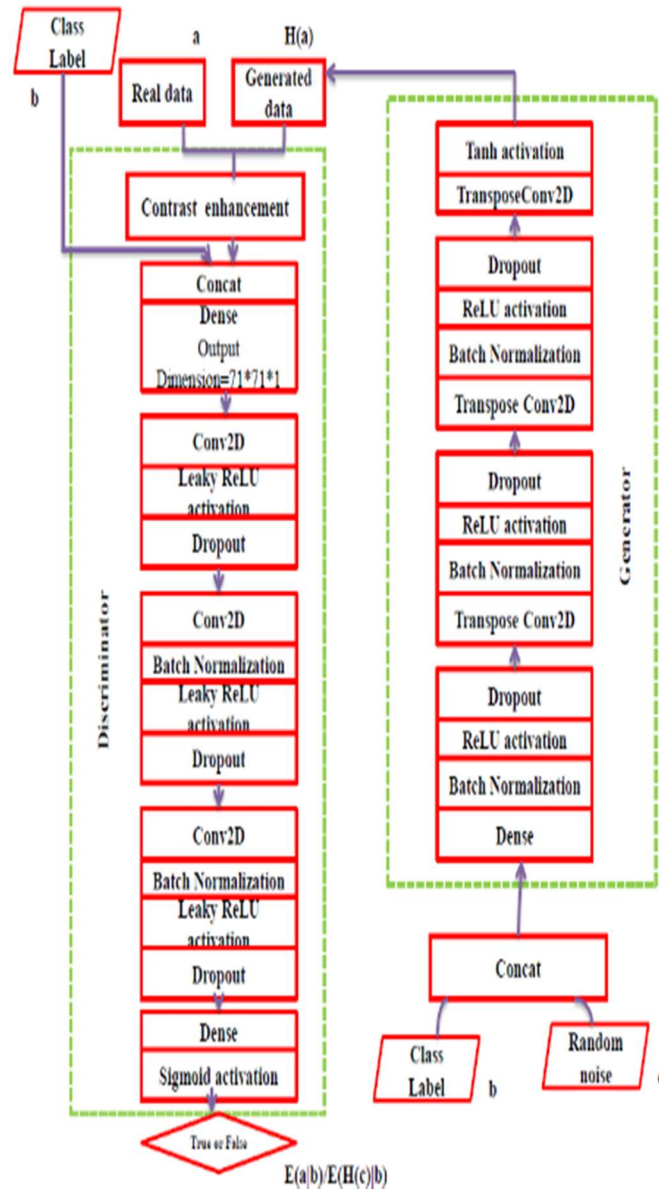 Class
Label
b
a
Real data
H(a)
Generated
data
Contrast enhancement
Concat
Dense
Output
Dimension=71*71*1
Conv2D
Leaky ReLU
activation
Dropout
Conv2D
Batch Normalization
Leaky ReLU
activation
Dropout
Conv2D
Batch Normalization
Leaky ReLU
activation
Dropout
Dense
Sigmoid activation
True or False
E(a|b)/E(H(c)|b)
Discriminator
Tanh activation
TransposeConv2D
Dropout
ReLU activation
Batch Normalization
Transpose Conv2D
Dropout
ReLU activation
Batch Normalization
Transpose Conv2D
Dropout
ReLU activation
Batch Normalization
Dense
Generator
Concat
Class
Label
b
Random
noise